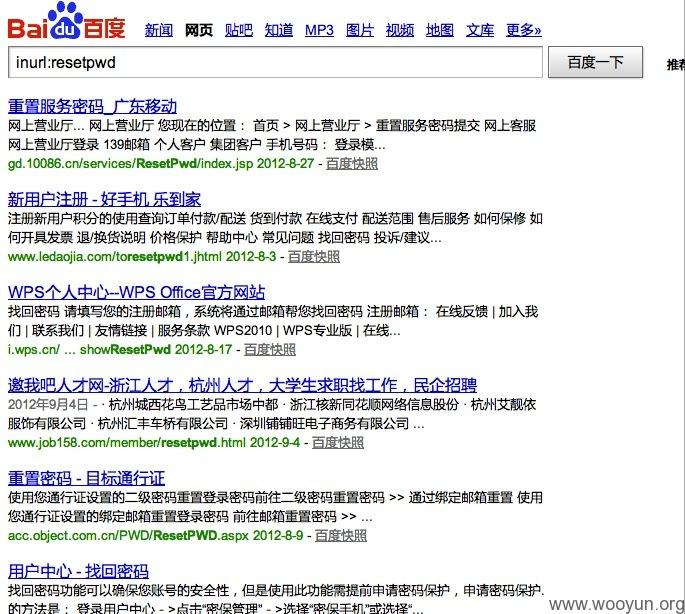 Bai du 百度 新闻 网页 贴吧 知道 MP3 图片 视频 地图 文库 更多»
inurl:resetpwd 百度一下 推荐
重置服务密码_广东移动
网上营业厅... 网上营业厅 您现在的位置： 首页 > 网上营业厅 > 重置服务密码提交 网上客服
网上营业厅登录 139邮箱 个人客户 集团客户 手机号码： 登录模...
gd.10086.cn/services/ResetPwd/index.jsp 2012-8-27 - 百度快照
新用户注册 - 好手机 乐到家
注册新用户积分的使用查询订单付款/配送 货到付款 在线支付 配送范围 售后服务 如何保修 如
何开具发票 退/换货说明 价格保护 帮助中心 常见问题 找回密码 投诉/建议...
www.ledaojia.com/toresetpwd1.jhtml 2012-8-3 - 百度快照
WPS个人中心--WPS Office官方网站
找回密码 请填写您的注册邮箱，系统将通过邮箱帮您找回密码 注册邮箱： 在线反馈 | 加入我
们 | 联系我们 | 友情链接 | 服务条款 WPS2010 | WPS专业版 | 在线...
i.wps.cn/ ... showResetPwd 2012-8-17 - 百度快照
邀我吧人才网-浙江人才，杭州人才，大学生求职找工作，民企招聘
2012年9月4日 - · 杭州城西花鸟工艺品市场中都 · 浙江核新同花顺网络信息股份 · 杭州艾靓依
服饰有限公司 · 杭州汇丰车桥有限公司 · 深圳铺铺旺电子商务有限公司 ...
www.job158.com/member/resetpwd.html 2012-9-4 - 百度快照
重置密码 - 目标通行证
使用您通行证设置的二级密码重置登录密码前往二级密码重置密码 >> 通过绑定邮箱重置 使用
您通行证设置的绑定邮箱重置登录密码 前往邮箱重置密码 >> ...
acc.object.com.cn/PWD/ResetPWD.aspx 2012-8-9 - 百度快照
用户中心 - 找回密码
找回密码功能可以确保您账号的安全性，但是使用此功能需提前申请密码保护，申请密码保护.
的方法是： 登录用户中心 - >点击“密保管理” - >选择“密保手机”或选择“...
www.wooyun.org